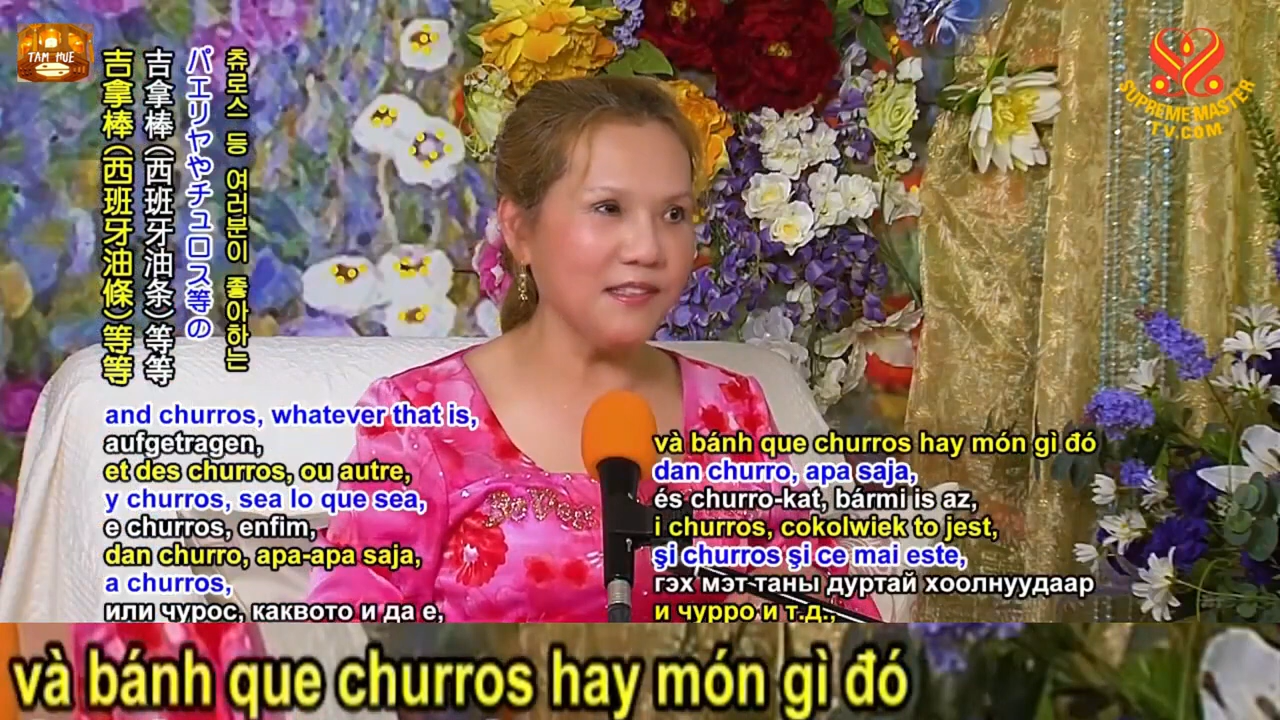 TAM HUE
SUPREME MASTER
TV.COM
츄로스 등 여러분이 좋아하는
パエリヤやチュロス等の
吉拿棒（西班牙油条）等等
吉拿棒（西班牙油條）等等
and churros, whatever that is,
aufgetragen,
et des churros, ou autre,
y churros, sea lo que sea,
e churros, enfim,
dan churro, apa-apa saja,
a churros,
или чурос, каквото и да е,
và bánh que churros hay món gì đó
dan churro, apa saja,
és churro-kat, bármi is az,
i churros, cokolwiek to jest,
şi churros şi ce mai este,
гэх мэт таны дуртай хоолнуудаар
и чурро и т.д.,
và bánh que churros hay món gì đó